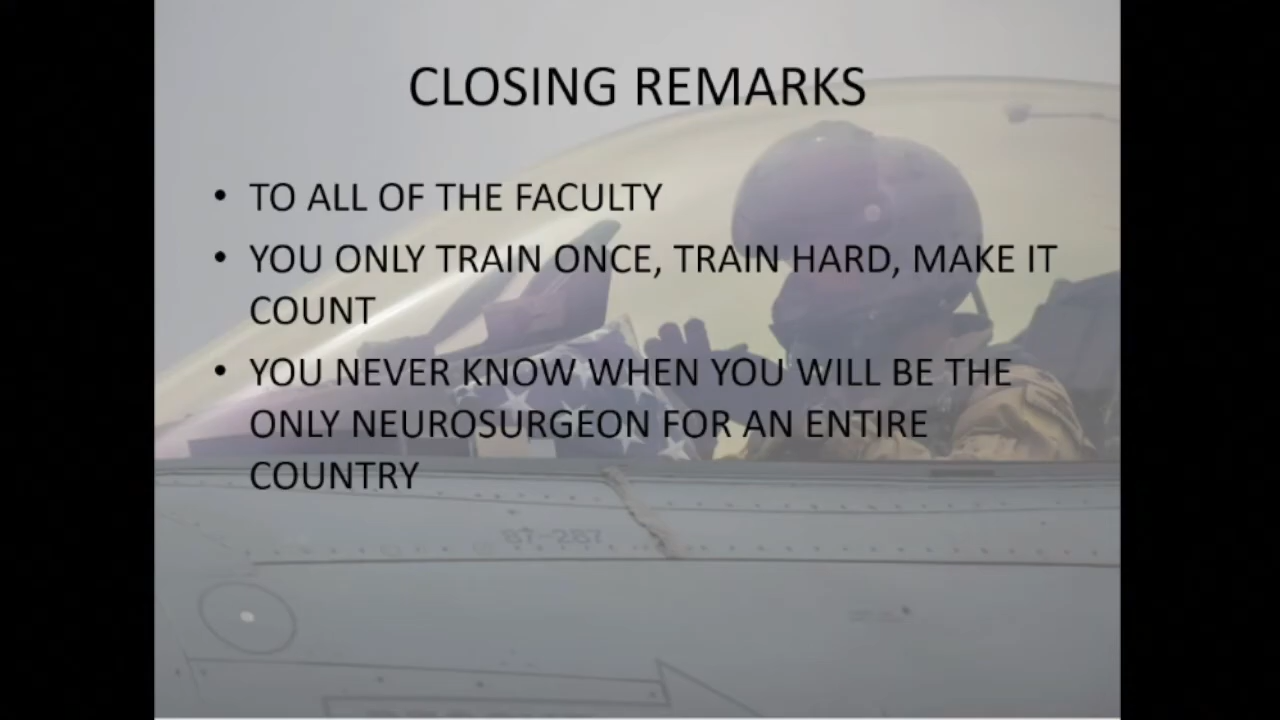 CLOSING REMARKS
• TO ALL OF THE FACULTY
• YOU ONLY TRAIN ONCE, TRAIN HARD, MAKE IT
COUNT
• YOU NEVER KNOW WHEN YOU WILL BE THE
ONLY NEUROSURGEON FOR AN ENTIRE
COUNTRY
87-287